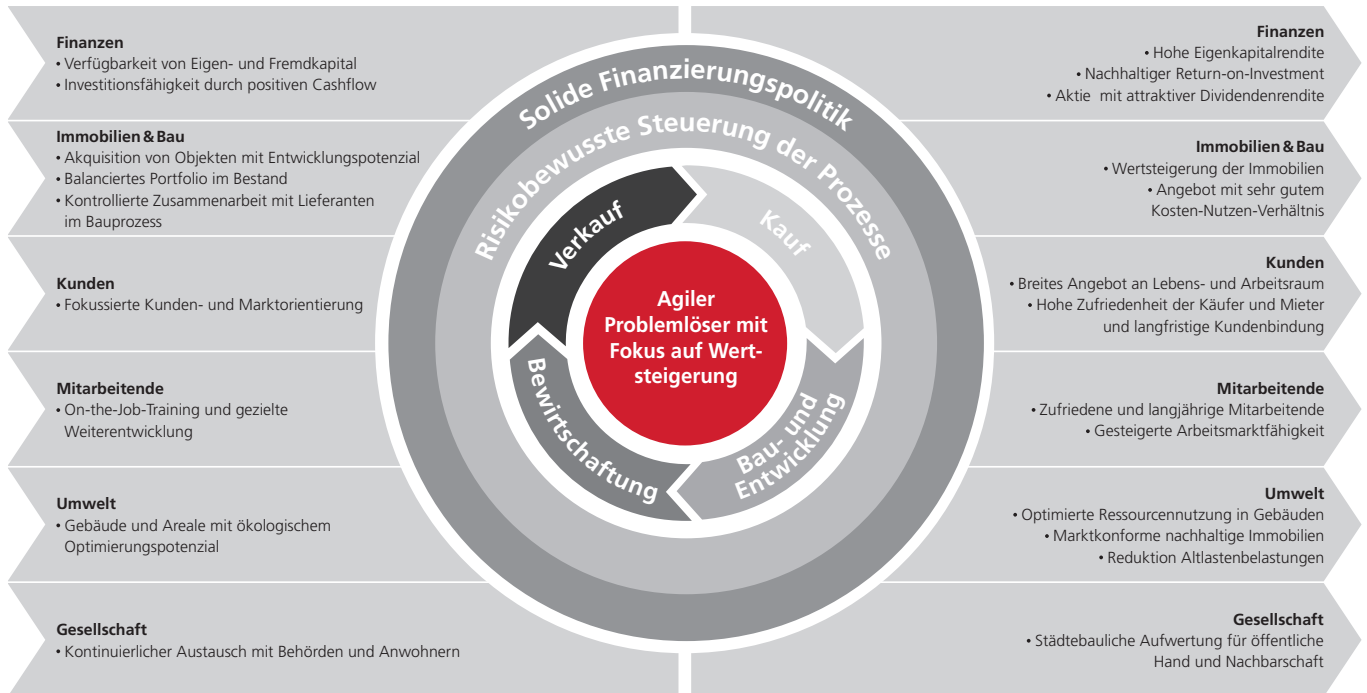 Finanzen
• Verfügbarkeit von Eigen- und Fremdkapital
• Investitionsfähigkeit durch positiven Cashflow
Immobilien & Bau
• Akquisition von Objekten mit Entwicklungspotenzial
• Balanciertes Portfolio im Bestand
• Kontrollierte Zusammenarbeit mit Lieferanten
im Bauprozess
Kunden
• Fokussierte Kunden- und Marktorientierung
Mitarbeitende
• On-the-Job-Training und gezielte
Weiterentwicklung
Umwelt
• Gebäude und Areale mit ökologischem
Optimierungspotenzial
Gesellschaft
• Kontinuierlicher Austausch mit Behörden und Anwohnern
Solide Finanzierungspolitik
Risikobewusste Steuerung der Prozesse
Verkauf
Kauf
Bau- und
Entwicklung
Bewirtschaftung
Agiler
Problemlöser mit
Fokus auf Wert-
steigerung
Finanzen
• Hohe Eigenkapitalrendite
• Nachhaltiger Return-on-Investment
• Aktie mit attraktiver Dividendenrendite
Immobilien & Bau
• Wertsteigerung der Immobilien
• Angebot mit sehr gutem
Kosten-Nutzen-Verhältnis
Kunden
• Breites Angebot an Lebens- und Arbeitsraum
• Hohe Zufriedenheit der Käufer und Mieter
und langfristige Kundenbindung
Mitarbeitende
• Zufriedene und langjährige Mitarbeitende
• Gesteigerte Arbeitsmarktfähigkeit
Umwelt
• Optimierte Ressourcennutzung in Gebäuden
• Marktkonforme nachhaltige Immobilien
• Reduktion Altlastenbelastungen
Gesellschaft
• Städtebauliche Aufwertung für öffentliche
Hand und Nachbarschaft